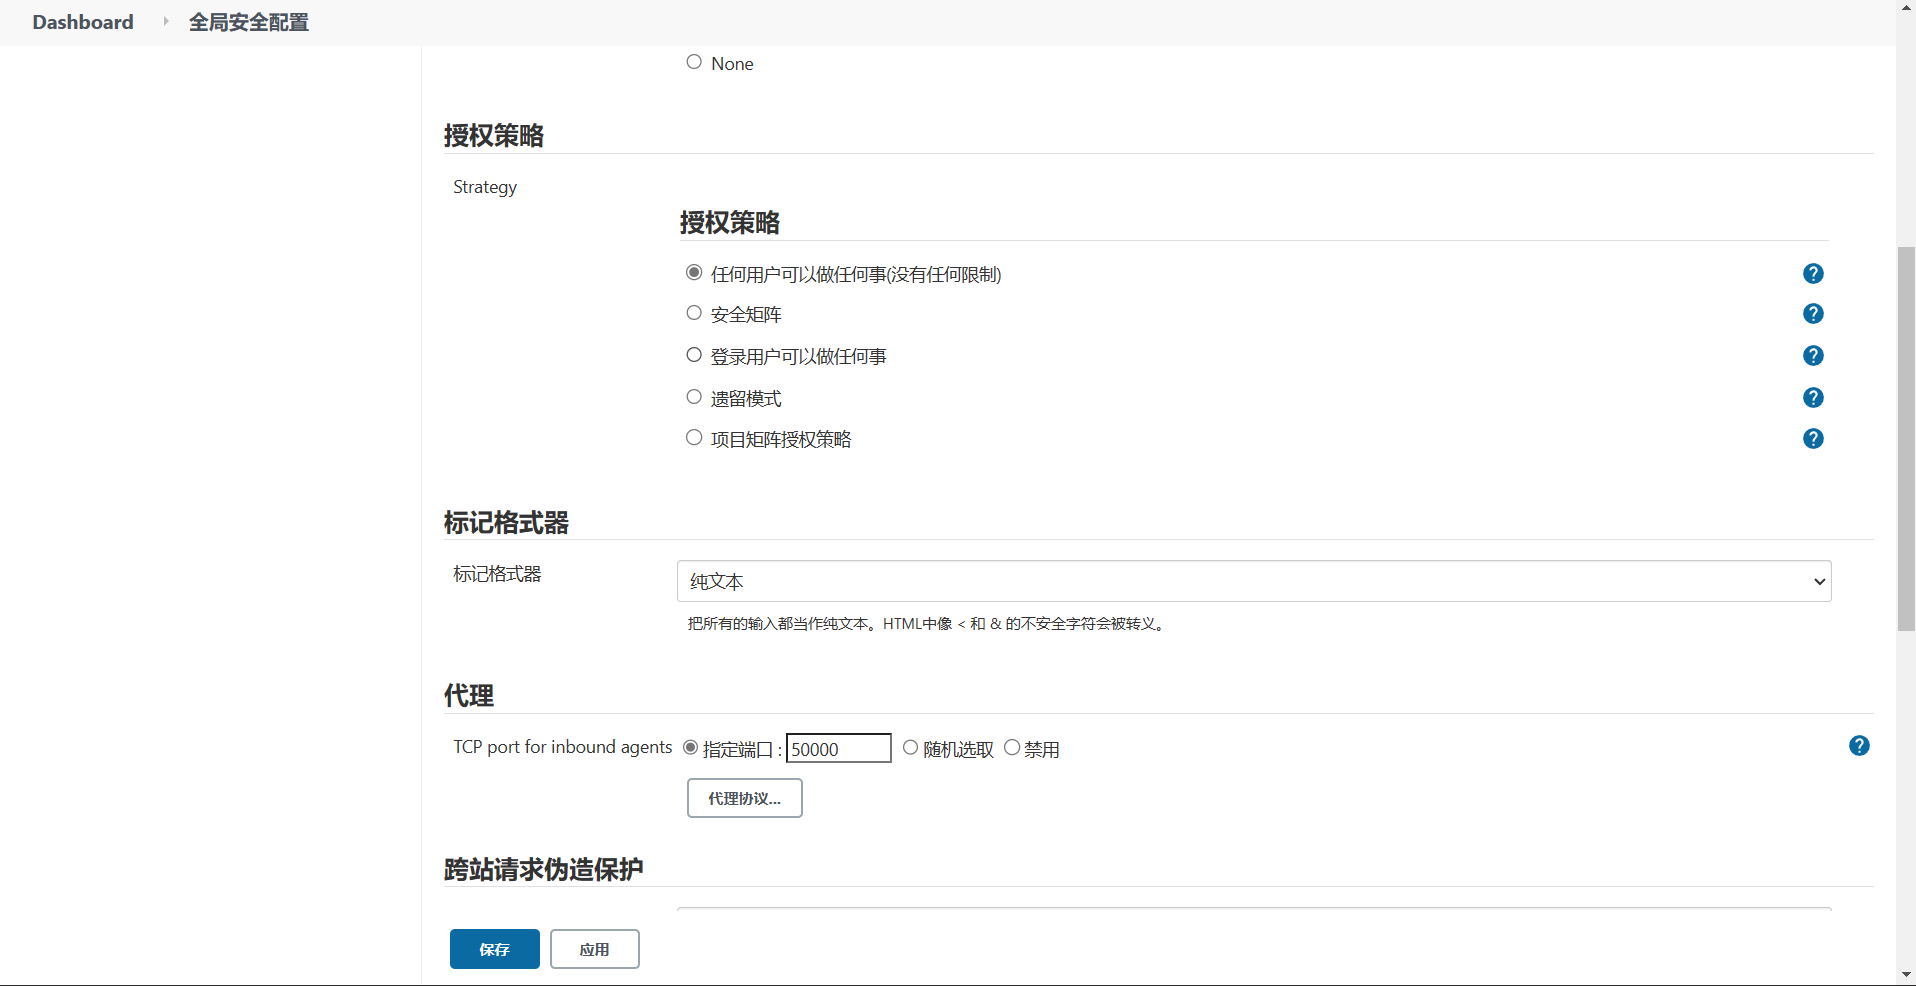 Dashboard 全局安全配置
None
授权策略
Strategy
授权策略
任何用户可以做任何事(没有任何限制)
安全矩阵
登录用户可以做任何事
遗留模式
项目矩阵授权策略
标记格式器
标记格式器 纯文本
把所有的输入都当作纯文本。HTML中像 < 和 & 的不安全字符会被转义。
代理
TCP port for inbound agents 指定端口 : 50000 随机选取 禁用
代理协议...
跨站请求伪造保护
保存 应用